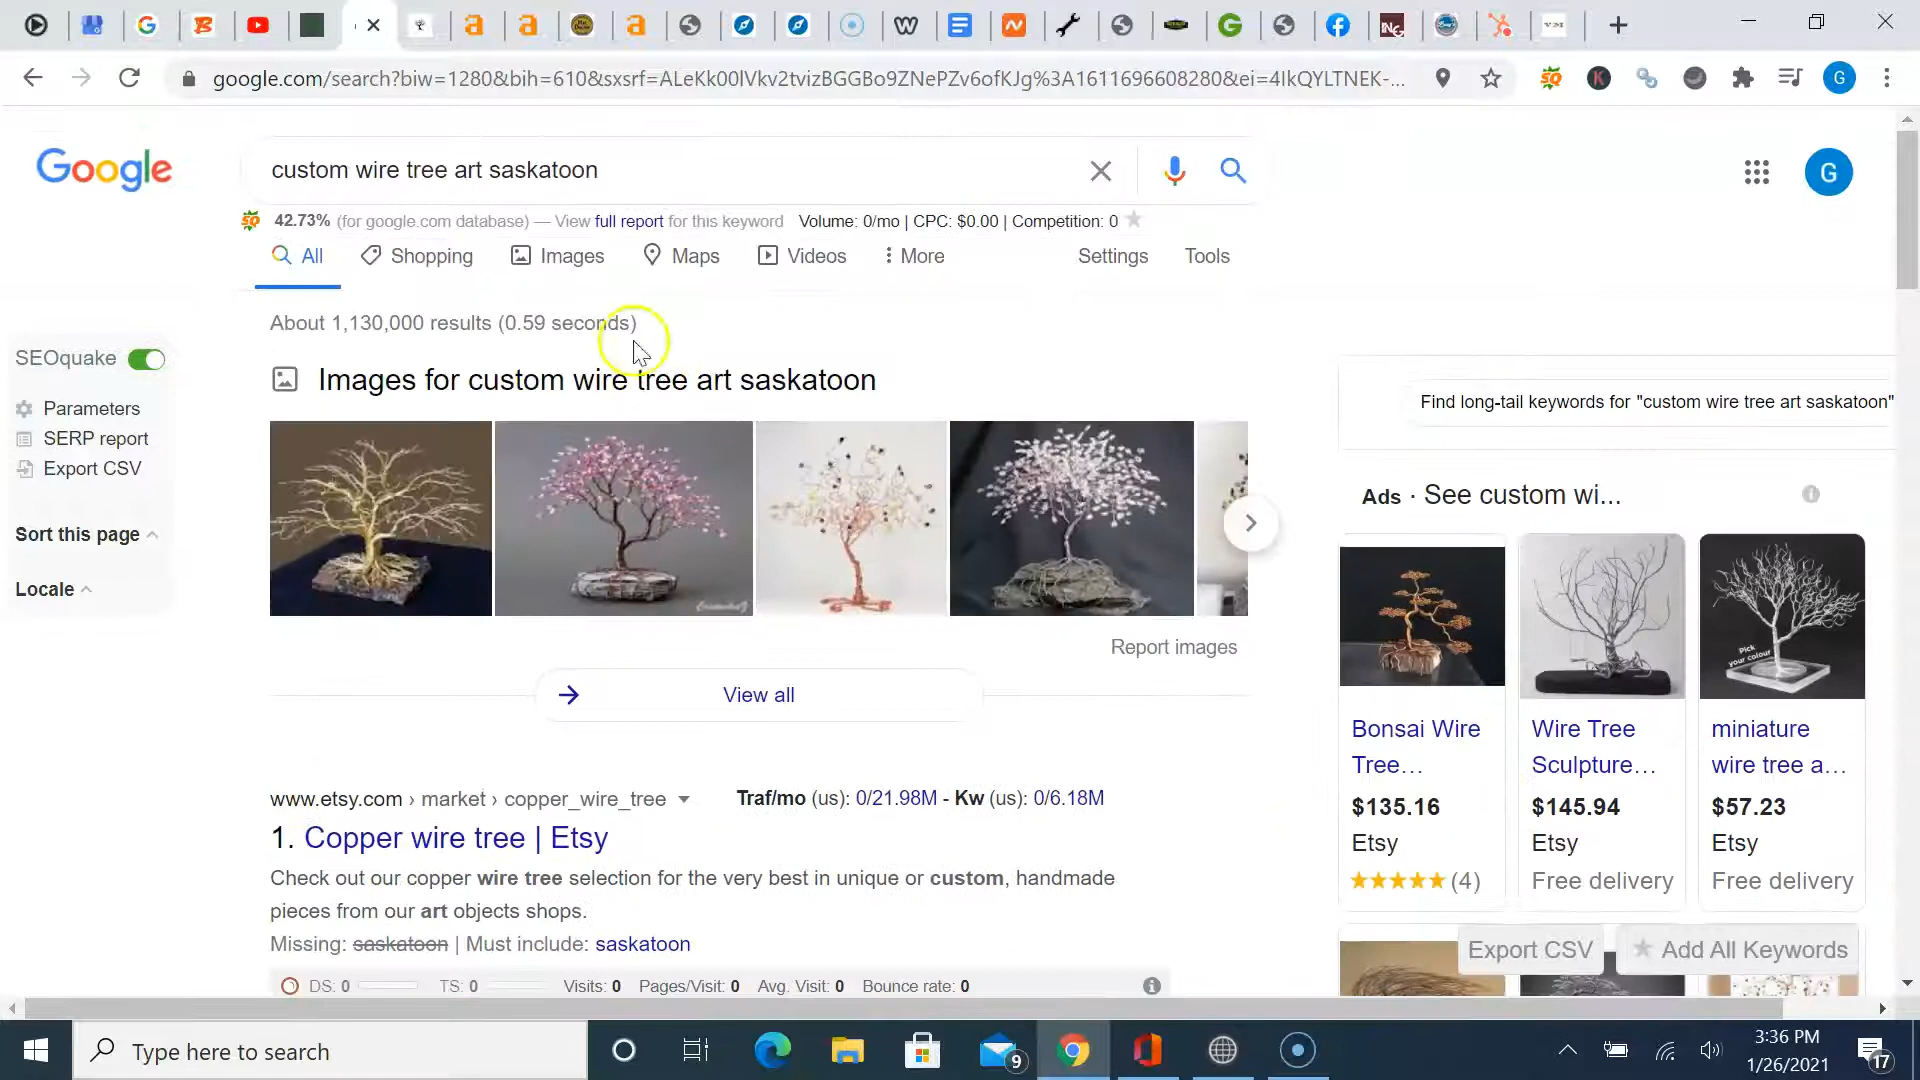 google.com/search?biw=1280&bih=610&sxsrf=ALeKk00lVkv2tvizBGGBo9ZNePZv6ofKJg%3A1611696608280&ei=4IkQYLTNEK-...
Google
custom wire tree art saskatoon
42.73% (for google.com database) — View full report for this keyword Volume: 0/mo | CPC: $0.00 | Competition: 0
All
Shopping
Images
Maps
Videos
More
Settings
Tools
About 1,130,000 results (0.59 seconds)
SEOquake
Parameters
SERP report
Export CSV
Sort this page
Locale
Images for custom wire tree art saskatoon
Report images
View all
www.etsy.com › market › copper_wire_tree
Traf/mo (us): 0/21.98M - Kw (us): 0/6.18M
1. Copper wire tree | Etsy
Check out our copper wire tree selection for the very best in unique or custom, handmade
pieces from our art objects shops.
Missing: saskatoon | Must include: saskatoon
DS: 0 TS: 0 Visits: 0 Pages/Visit: 0 Avg. Visit: 0 Bounce rate: 0
Find long-tail keywords for "custom wire tree art saskatoon"
Ads · See custom wi...
Pick
your colour
Bonsai Wire
Tree...
$135.16
Etsy
(4)
Wire Tree
Sculpture...
$145.94
Etsy
Free delivery
miniature
wire tree a...
$57.23
Etsy
Free delivery
Export CSV
Add All Keywords
Type here to search
9
3:36 PM
1/26/2021
17